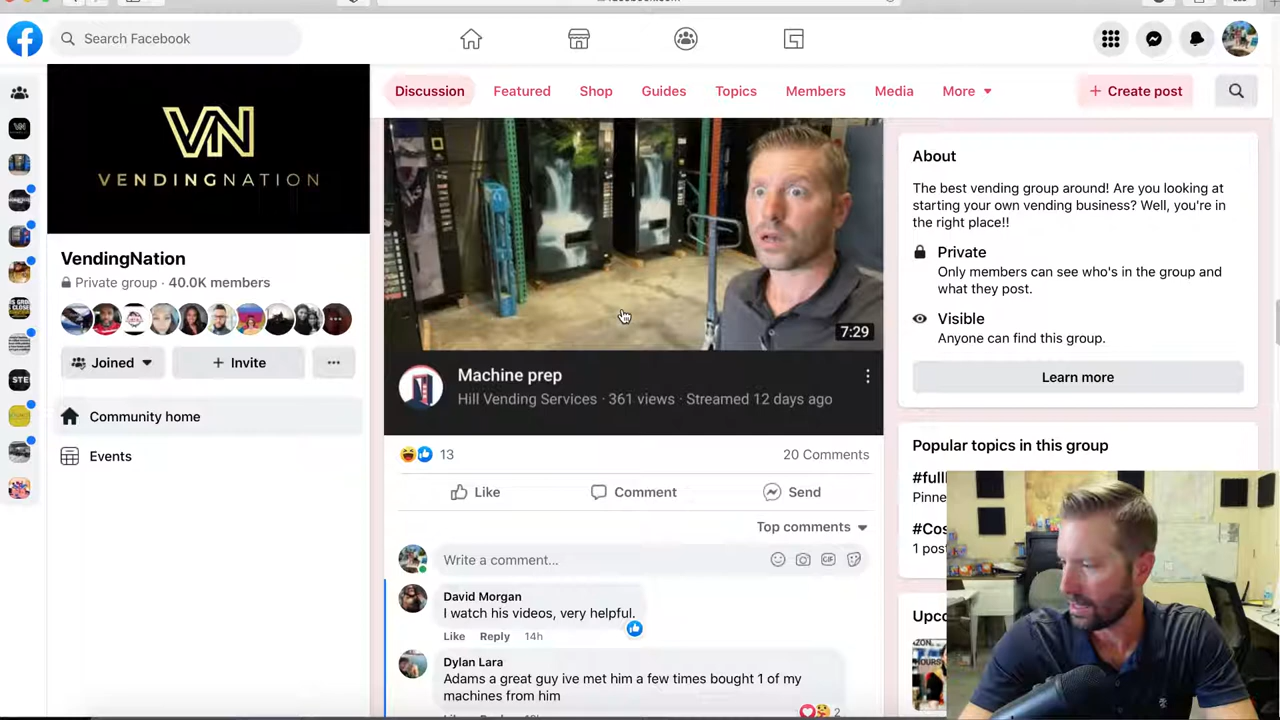 Search Facebook
VN
VENDINGNATION
VendingNation
Private group · 40.0K members
Joined
+ Invite
Community home
Events
Discussion
Featured
Shop
Guides
Topics
Members
Media
More
+ Create post
7:29
Machine prep
Hill Vending Services · 361 views · Streamed 12 days ago
13
20 Comments
Like
Comment
Send
Top comments
Write a comment...
GIF
David Morgan
I watch his videos, very helpful.
Like Reply 14h
Dylan Lara
Adams a great guy ive met him a few times bought 1 of my
machines from him
2
About
The best vending group around! Are you looking at
starting your own vending business? Well, you're in
the right place!!
Private
Only members can see who's in the group and
what they post.
Visible
Anyone can find this group.
Learn more
Popular topics in this group